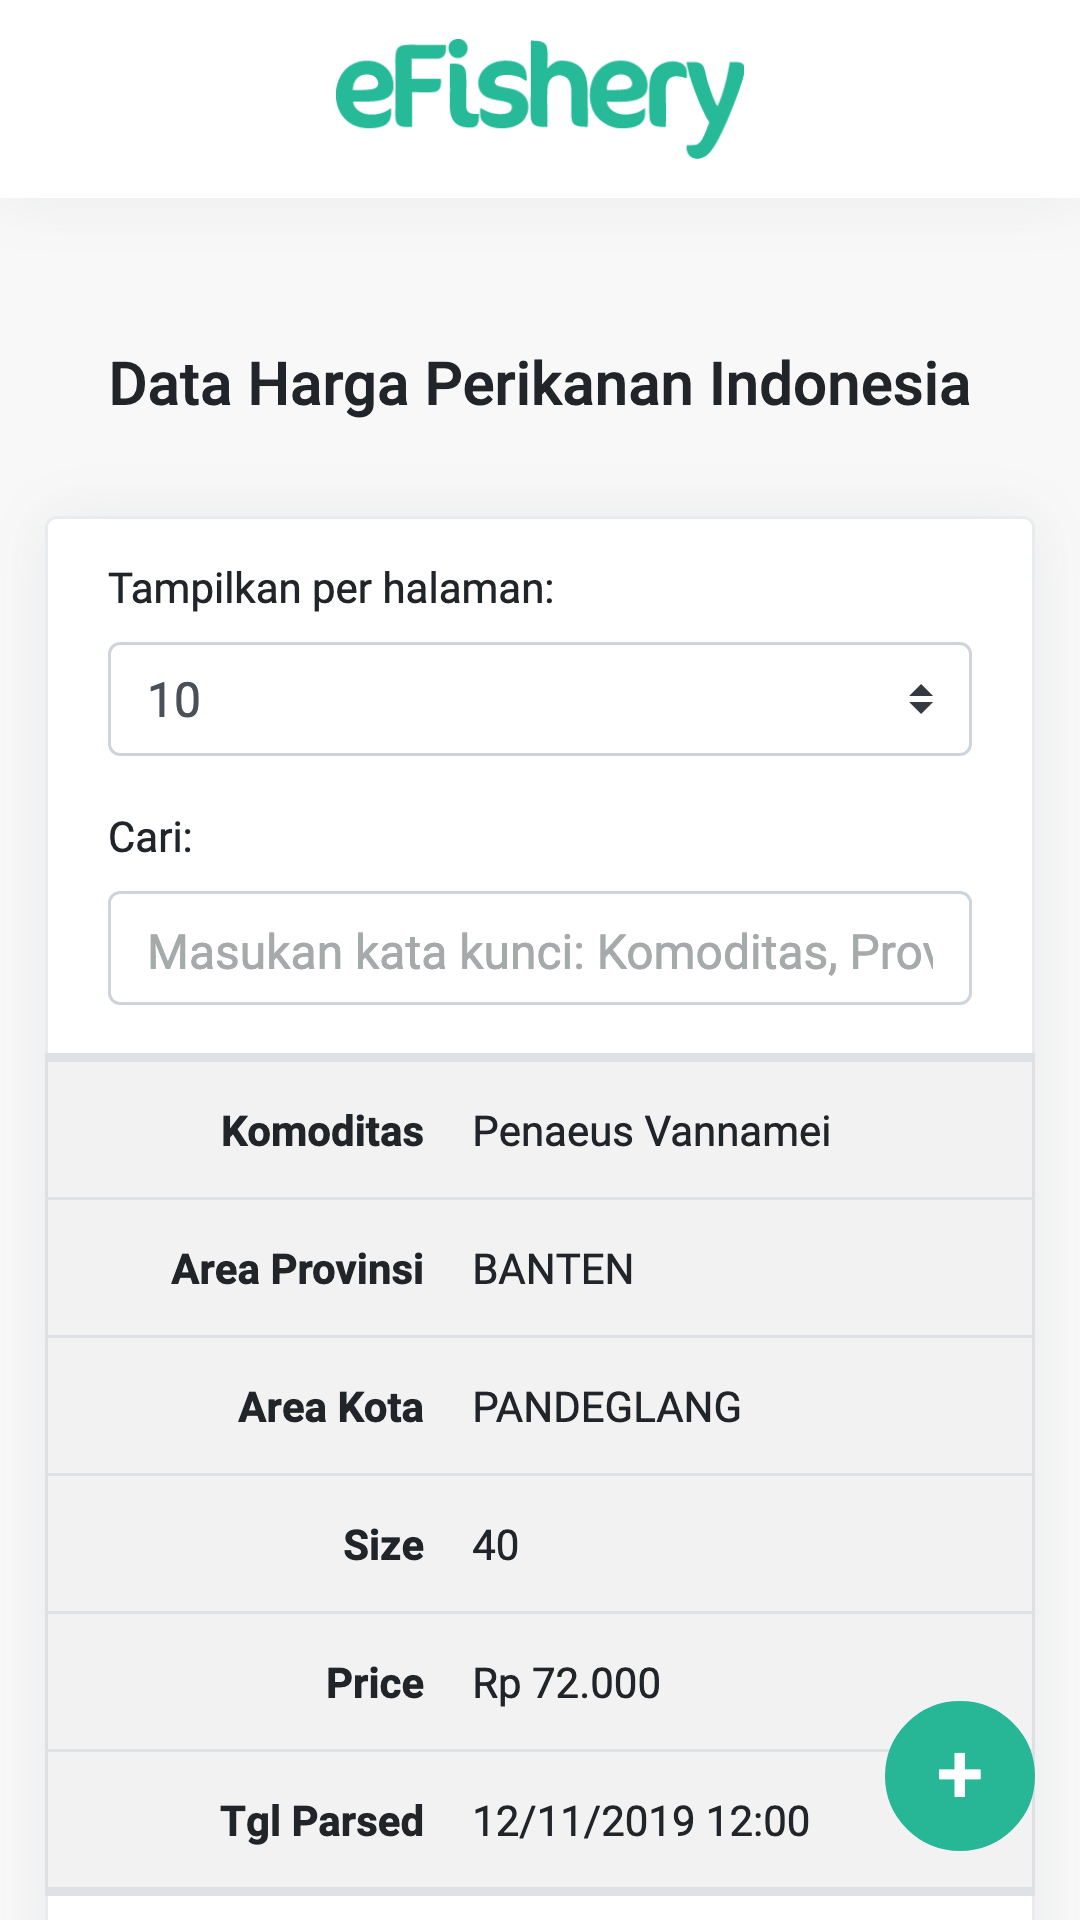 eFishery
Data Harga Perikanan Indonesia
Tampilkan per halaman:
10
Cari:
Masukan kata kunci: Komoditas, Prov
Komoditas Penaeus Vannamei
Area Provinsi BANTEN
Area Kota PANDEGLANG
Size 40
Price Rp 72.000
+
Tgl Parsed 12/11/2019 12:00